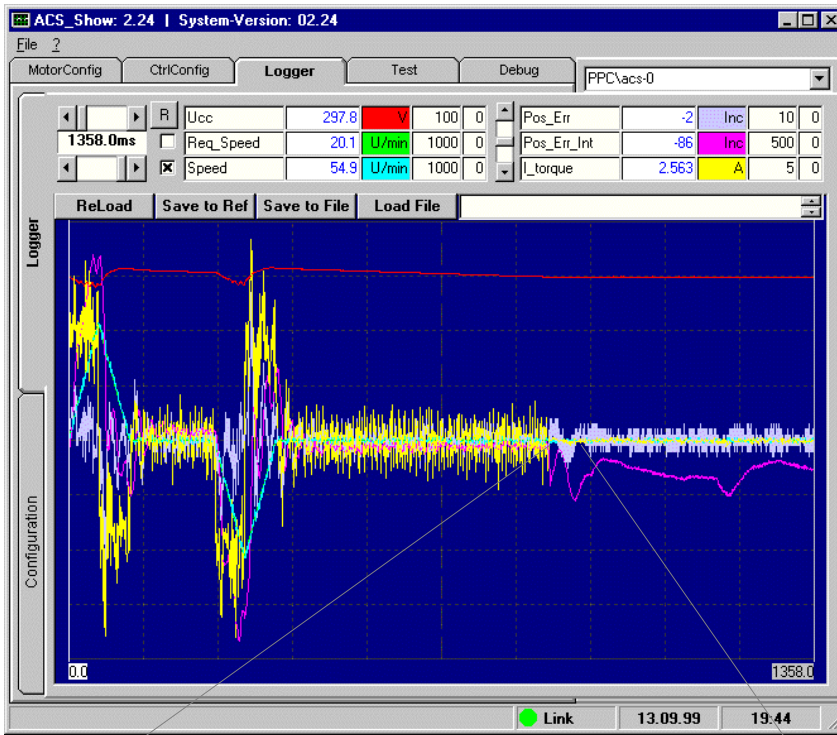 ACS_Show: 2.24 | System-Version: 02.24
File ?
MotorConfig CtrlConfig Logger Test Debug PPC\acs-0
R Ucc 297.8 V 100 0 Pos_Err -2 Inc 10 0
1358.0ms Req_Speed 20.1 U/min 1000 0 Pos_Err_Int -86 Inc 500 0
Speed 54.9 U/min 1000 0 I_torque 2.563 A 5 0
ReLoad Save to Ref Save to File Load File
Logger
Configuration
0.0 1358.0
Link 13.09.99 19:44